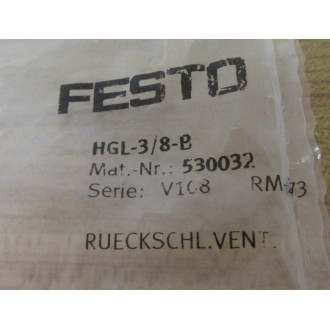 FESTO
HGL-3/8-B
Mat.-Nr.: 530032
Serie: V108 RM-73
RUECKSCHL.VENT.